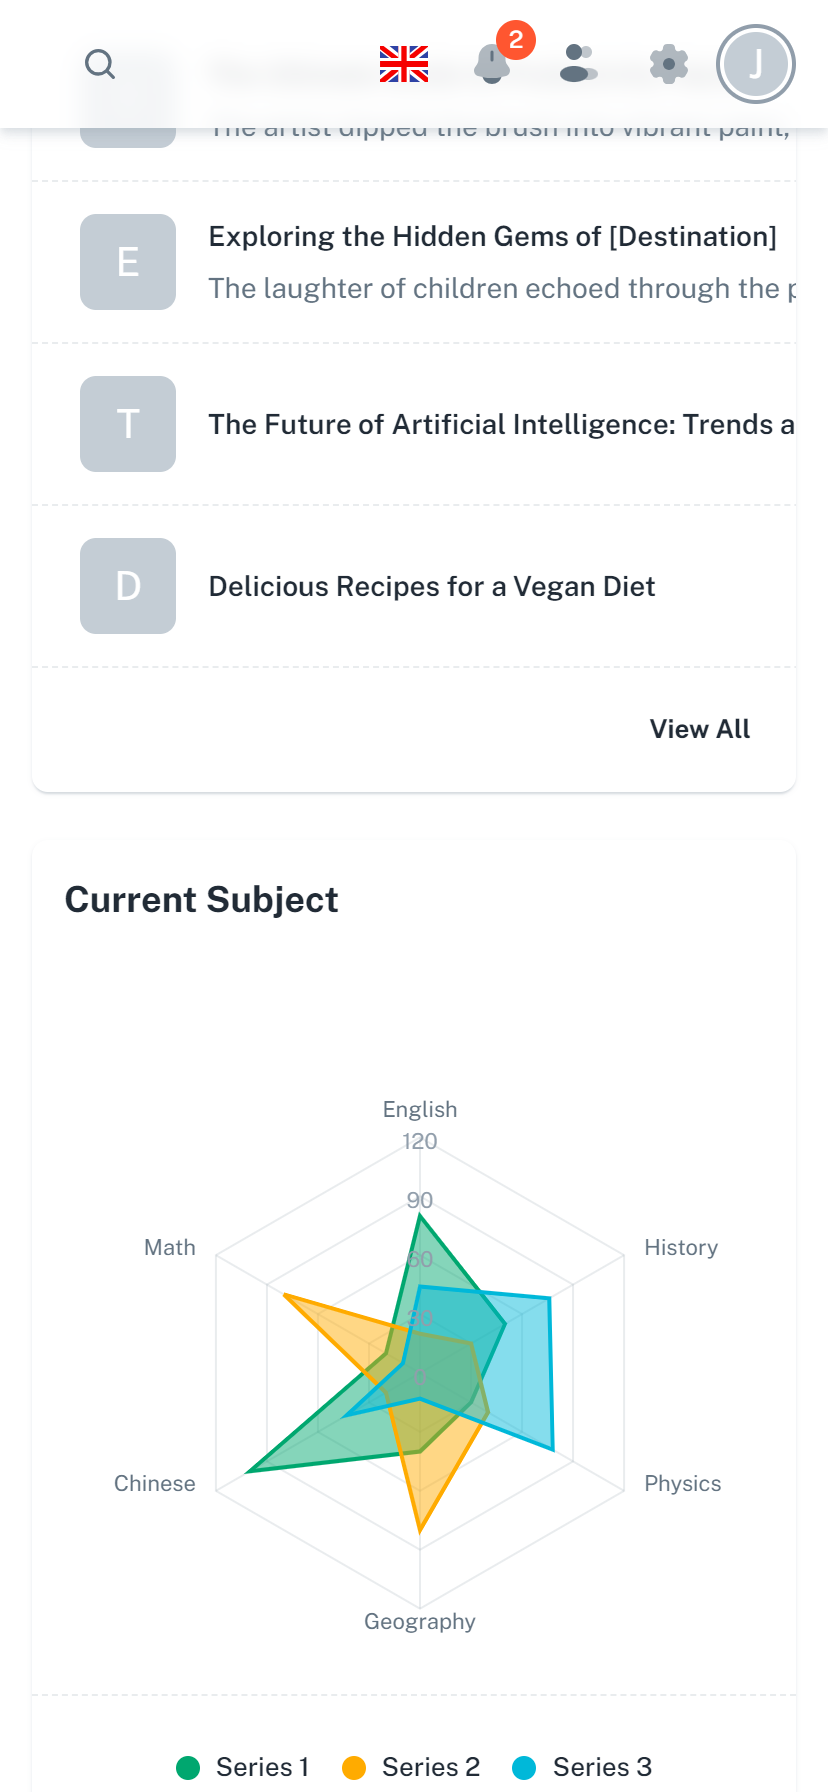 2
J
The artist dipped the brush into vibrant paint,
E
Exploring the Hidden Gems of [Destination]
The laughter of children echoed through the p
T
The Future of Artificial Intelligence: Trends a
D
Delicious Recipes for a Vegan Diet
View All
Current Subject
English
120
90
60
30
0
Math
History
Chinese
Physics
Geography
Series 1
Series 2
Series 3